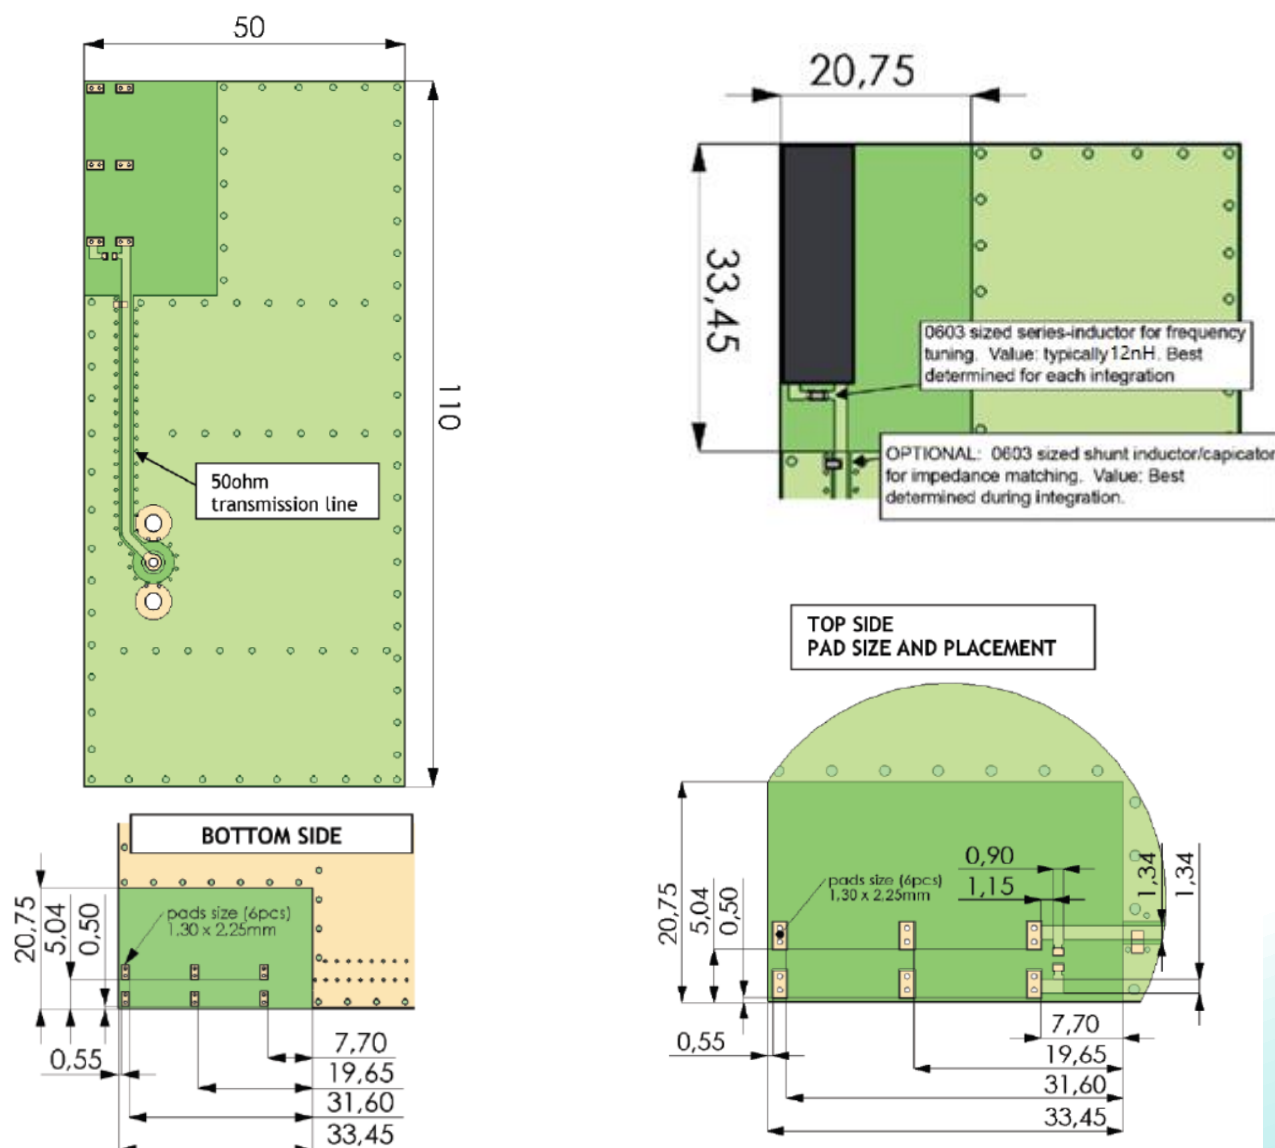 50
110
50ohm
transmission line
20,75
33,45
0603 sized series-inductor for frequency
tuning. Value: typically 12nH. Best
determined for each integration
OPTIONAL: 0603 sized shunt inductor/capicator
for impedance matching. Value: Best
determined during integration.
BOTTOM SIDE
pads size (6pcs)
1,30 x 2,25mm
20,75
5,04
0,50
0,55
7,70
19,65
31,60
33,45
TOP SIDE
PAD SIZE AND PLACEMENT
pads size (6pcs)
1,30 x 2,25mm
20,75
5,04
0,50
0,90
1,15
1,34
1,34
0,55
7,70
19,65
31,60
33,45